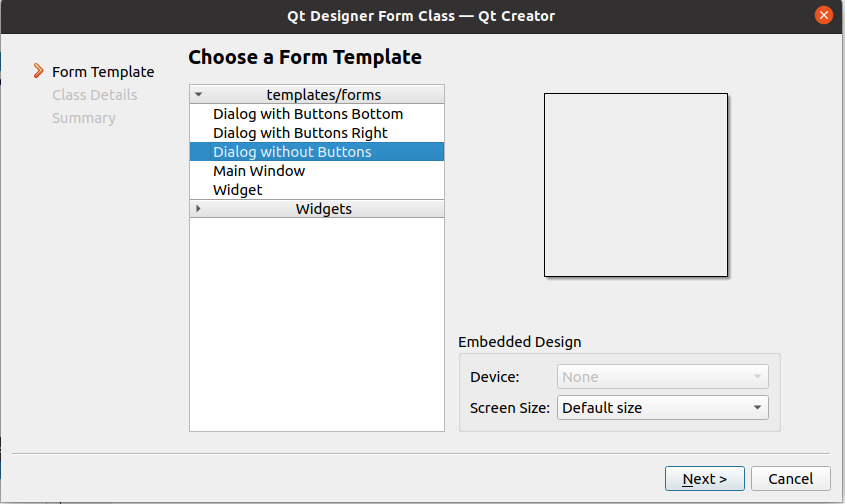 Qt Designer Form Class — Qt Creator
Form Template
Class Details
Summary
Choose a Form Template
templates/forms
Dialog with Buttons Bottom
Dialog with Buttons Right
Dialog without Buttons
Main Window
Widget
Widgets
Embedded Design
Device: None
Screen Size: Default size
Next > Cancel